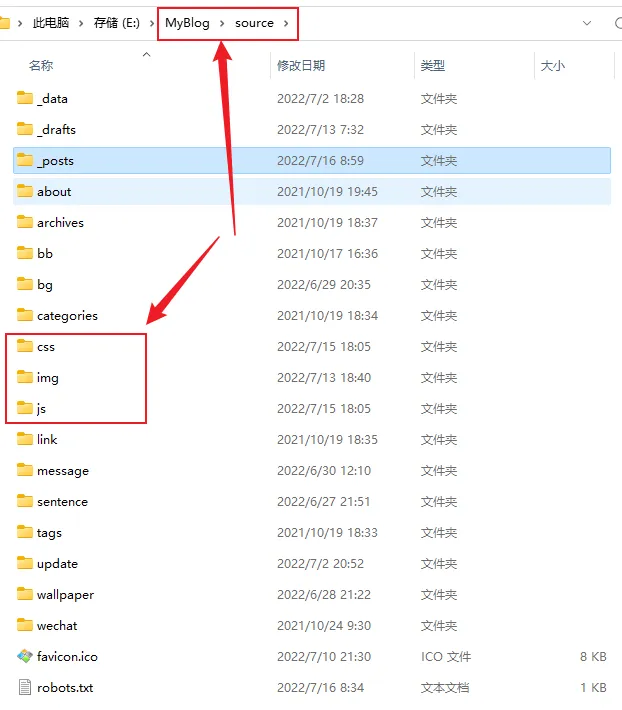 此电脑 › 存储 (E:) › MyBlog › source ›
名称 修改日期 类型 大小
_data 2022/7/2 18:28 文件夹
_drafts 2022/7/13 7:32 文件夹
_posts 2022/7/16 8:59 文件夹
about 2021/10/19 19:45 文件夹
archives 2021/10/19 18:37 文件夹
bb 2021/10/17 16:36 文件夹
bg 2022/6/29 20:35 文件夹
categories 2021/10/19 18:34 文件夹
css 2022/7/15 18:05 文件夹
img 2022/7/13 18:40 文件夹
js 2022/7/15 18:05 文件夹
link 2021/10/19 18:35 文件夹
message 2022/6/30 12:10 文件夹
sentence 2022/6/27 21:51 文件夹
tags 2021/10/19 18:33 文件夹
update 2022/7/2 20:52 文件夹
wallpaper 2022/6/28 21:22 文件夹
wechat 2021/10/24 9:30 文件夹
favicon.ico 2022/7/10 21:30 ICO 文件 8 KB
robots.txt 2022/7/16 8:34 文本文档 1 KB